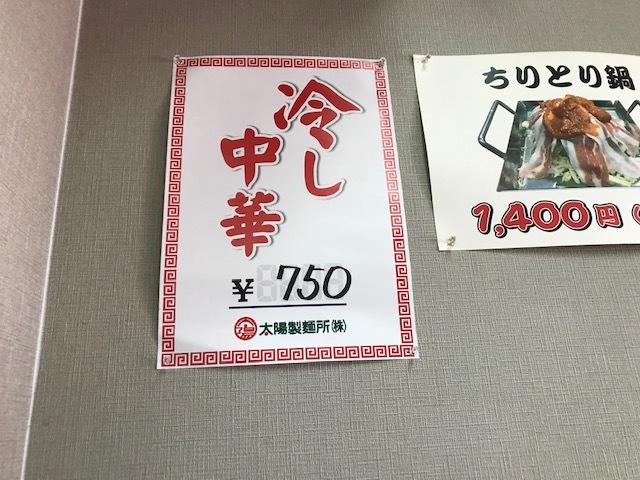 冷し
中華
¥750
太陽製麺所(株)
ちりとり鍋
1,400円